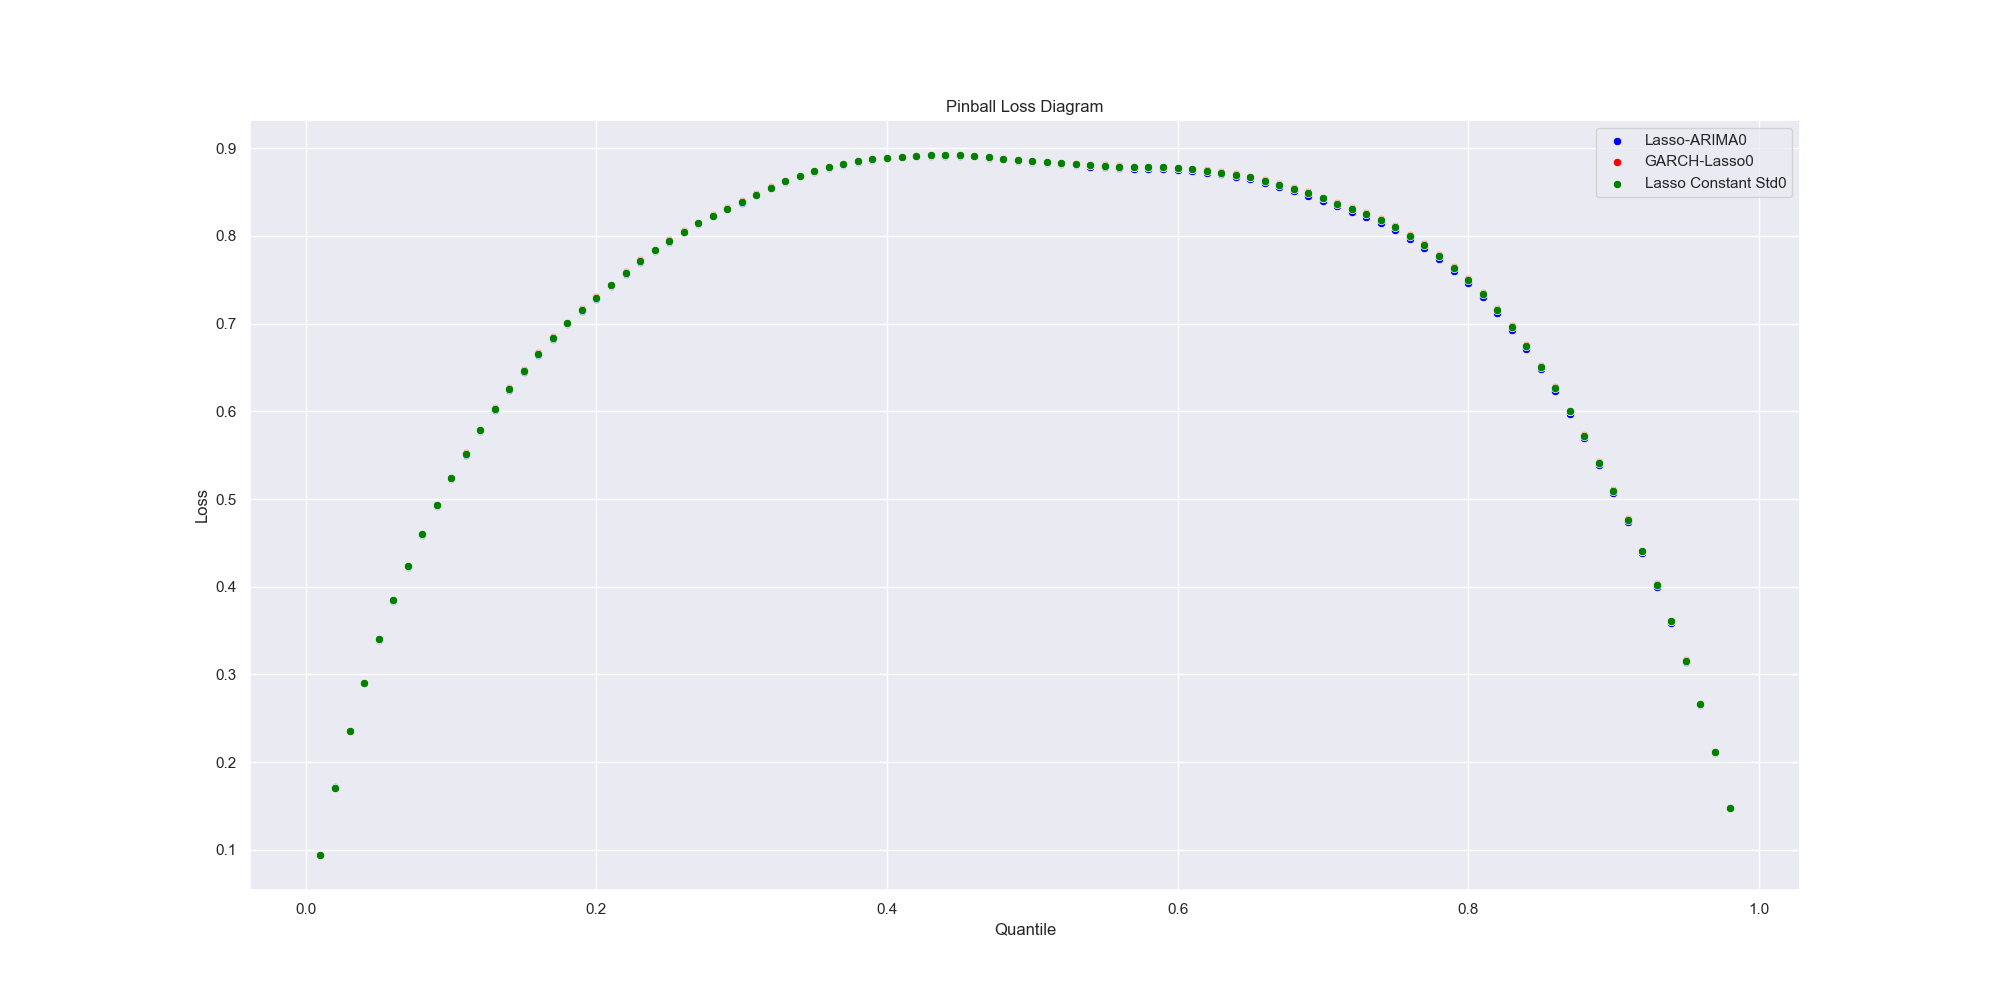 Pinball Loss Diagram
Lasso-ARIMA0
GARCH-Lasso0
Lasso Constant Std0
0.9
0.8
0.7
0.6
0.5
0.4
0.3
0.2
0.1
Loss
0.0
0.2
0.4
0.6
0.8
1.0
Quantile